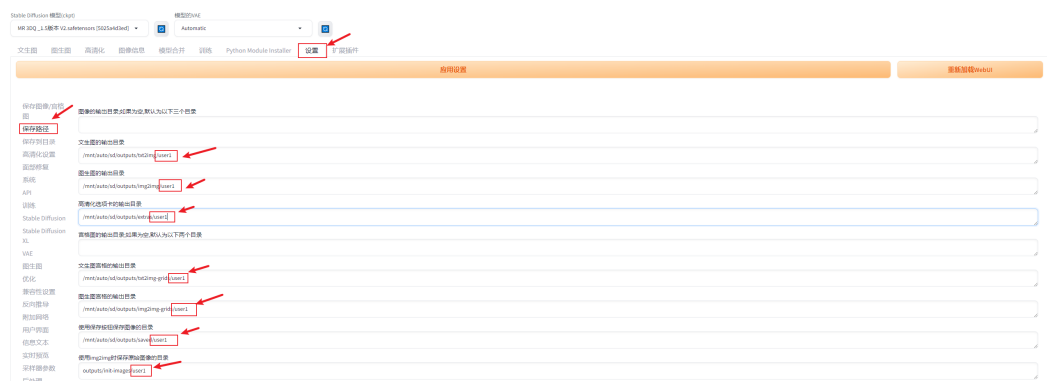 Stable Diffusion 模型(ckpt)
模型的VAE
MR 3DQ _1.5版本 V2.safetensors [5025a4d3ed]
Automatic
文生图 图生图 高清化 图像信息 模型合并 训练 Python Module Installer 设置 扩展插件
应用设置
重新加载WebUI
保存图像/宫格图
图像的输出目录;如果为空,默认为以下三个目录
保存路径
保存到目录
文生图的输出目录
高清化设置
/mnt/auto/sd/outputs/txt2img/user1
面部修复
图生图的输出目录
系统
/mnt/auto/sd/outputs/img2img/user1
API
训练
高清化选项卡的输出目录
Stable Diffusion
/mnt/auto/sd/outputs/extras/user1
Stable Diffusion XL
宫格图的输出目录;如果为空,默认为以下两个目录
VAE
图生图
文生图宫格的输出目录
优化
/mnt/auto/sd/outputs/txt2img-grids/user1
兼容性设置
图生图宫格的输出目录
反向推导
/mnt/auto/sd/outputs/img2img-grids/user1
附加网络
用户界面
使用保存按钮保存图像的目录
信息文本
/mnt/auto/sd/outputs/saved/user1
实时预览
使用img2img时保存原始图像的目录
采样器参数
outputs/init-images/user1